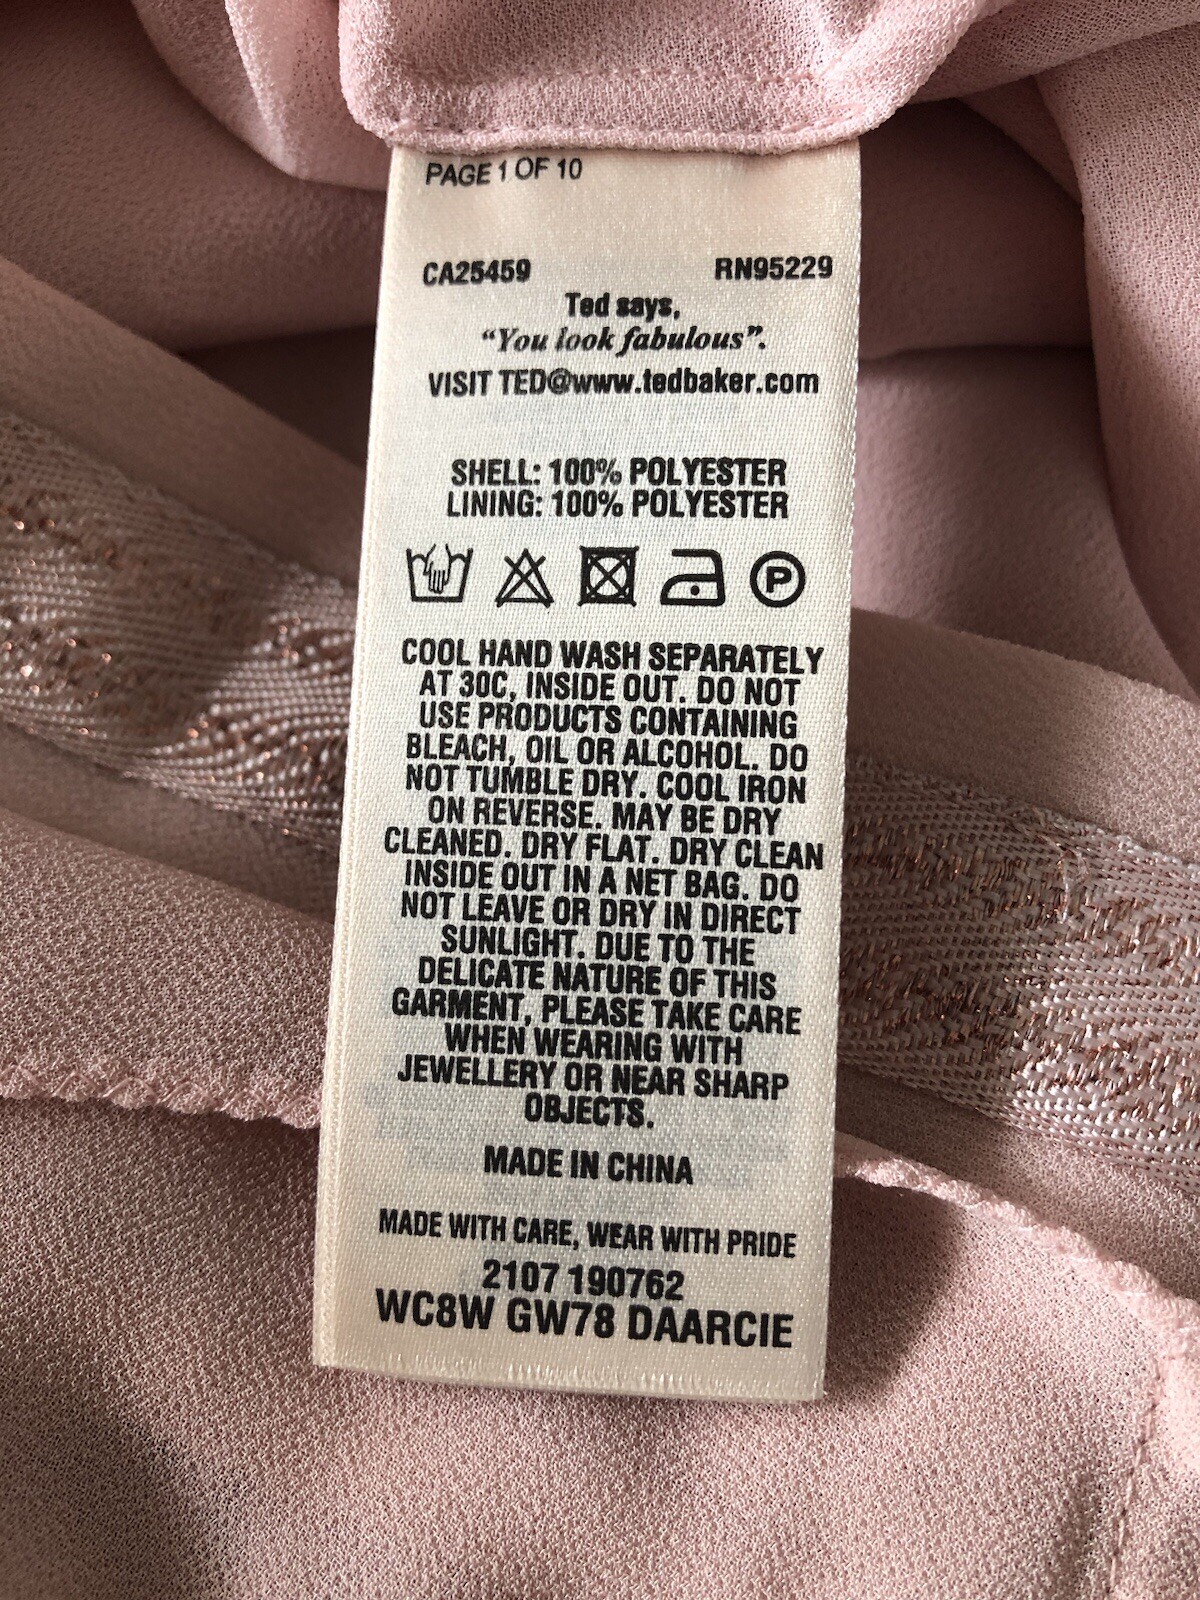 PAGE 1 OF 10
CA25459 RN95229
Ted says,
“You look fabulous”.
VISIT TED@www.tedbaker.com
SHELL: 100% POLYESTER
LINING: 100% POLYESTER
P
COOL HAND WASH SEPARATELY
AT 30C, INSIDE OUT. DO NOT
USE PRODUCTS CONTAINING
BLEACH, OIL OR ALCOHOL. DO
NOT TUMBLE DRY. COOL IRON
ON REVERSE. MAY BE DRY
CLEANED. DRY FLAT. DRY CLEAN
INSIDE OUT IN A NET BAG. DO
NOT LEAVE OR DRY IN DIRECT
SUNLIGHT. DUE TO THE
DELICATE NATURE OF THIS
GARMENT, PLEASE TAKE CARE
WHEN WEARING WITH
JEWELLERY OR NEAR SHARP
OBJECTS.
MADE IN CHINA
MADE WITH CARE, WEAR WITH PRIDE
2107 190762
WC8W GW78 DAARCIE